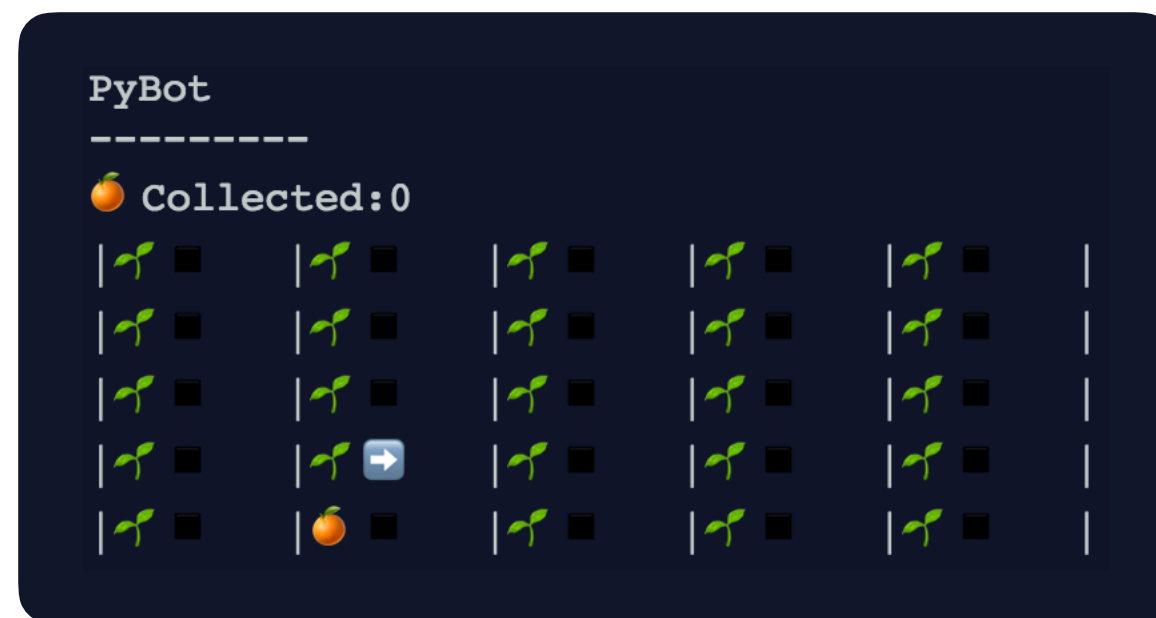 PyBot
---------
🍊 Collected:0
|🌱 ◼️ |🌱 ◼️ |🌱 ◼️ |🌱 ◼️ |🌱 ◼️ |
|🌱 ◼️ |🌱 ◼️ |🌱 ◼️ |🌱 ◼️ |🌱 ◼️ |
|🌱 ◼️ |🌱 ◼️ |🌱 ◼️ |🌱 ◼️ |🌱 ◼️ |
|🌱 ◼️ |🌱 ➡️ |🌱 ◼️ |🌱 ◼️ |🌱 ◼️ |
|🌱 ◼️ |🍊 ◼️ |🌱 ◼️ |🌱 ◼️ |🌱 ◼️ |